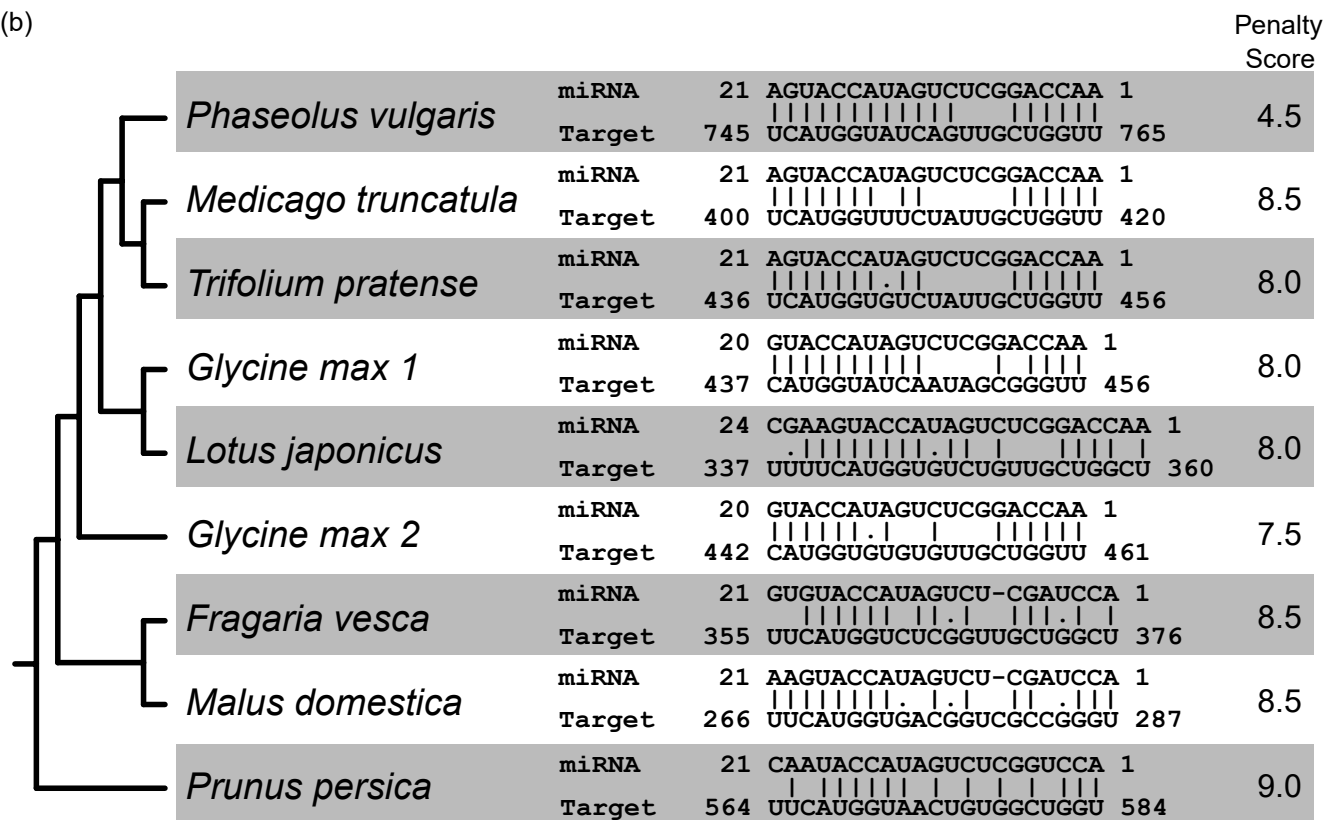 (b)
Penalty
Score
Phaseolus vulgaris
miRNA 21 AGUACCAUAGUCUCGGACCAA 1
Target 745 UCAUGGUAUCAGUUGCUGGUU 765
4.5
Medicago truncatula
miRNA 21 AGUACCAUAGUCUCGGACCAA 1
Target 400 UCAUGGUUUCUAUUGCUGGUU 420
8.5
Trifolium pratense
miRNA 21 AGUACCAUAGUCUCGGACCAA 1
Target 436 UCAUGGUGUCUAUUGCUGGUU 456
8.0
Glycine max 1
miRNA 20 GUACCAUAGUCUCGGACCAA 1
Target 437 CAUGGUAUCAAUAGCGGGUU 456
8.0
Lotus japonicus
miRNA 24 CGAAGUACCAUAGUCUCGGACCAA 1
Target 337 UUUUCAUGGUGUCUGUUGCUGGCU 360
8.0
Glycine max 2
miRNA 20 GUACCAUAGUCUCGGACCAA 1
Target 442 CAUGGUGUGUGUUGCUGGUU 461
7.5
Fragaria vesca
miRNA 21 GUGUACCAUAGUCU-CGAUCCA 1
Target 355 UUCAUGGUCUCGGUUGCUGGCU 376
8.5
Malus domestica
miRNA 21 AAGUACCAUAGUCU-CGAUCCA 1
Target 266 UUCAUGGUGACGGUCGCCGGGU 287
8.5
Prunus persica
miRNA 21 CAAUACCAUAGUCUCGGUCCA 1
Target 564 UUCAUGGUAACUGUGGCUGGU 584
9.0